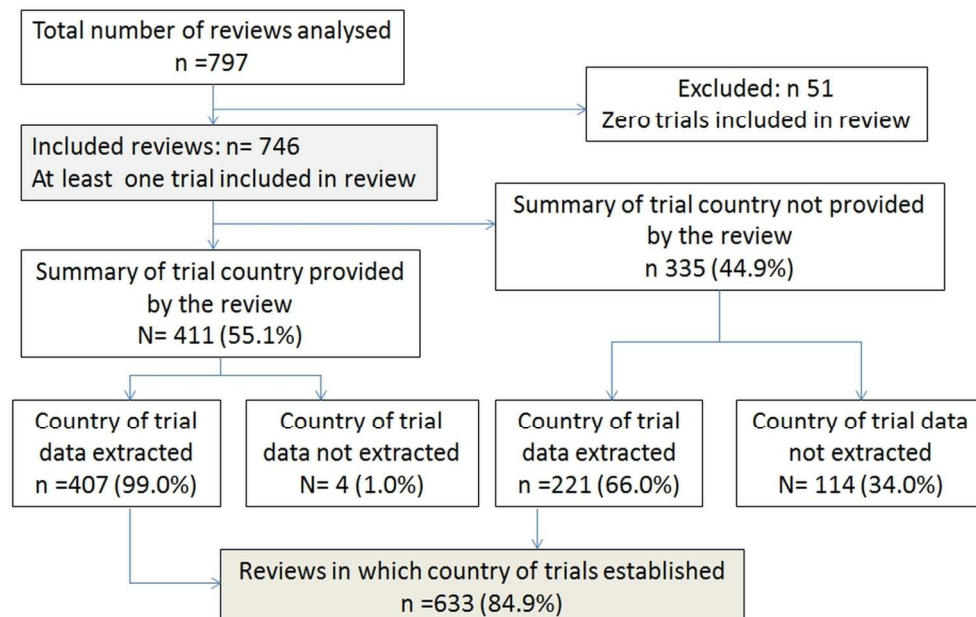 Total number of reviews analysed
n =797
Excluded: n 51
Zero trials included in review
Included reviews: n= 746
At least one trial included in review
Summary of trial country not provided
by the review
n 335 (44.9%)
Summary of trial country provided
by the review
N= 411 (55.1%)
Country of trial
data extracted
n =407 (99.0%)
Country of trial
data not extracted
N= 4 (1.0%)
Country of trial
data extracted
n =221 (66.0%)
Country of trial data
not extracted
N= 114 (34.0%)
Reviews in which country of trials established
n =633 (84.9%)